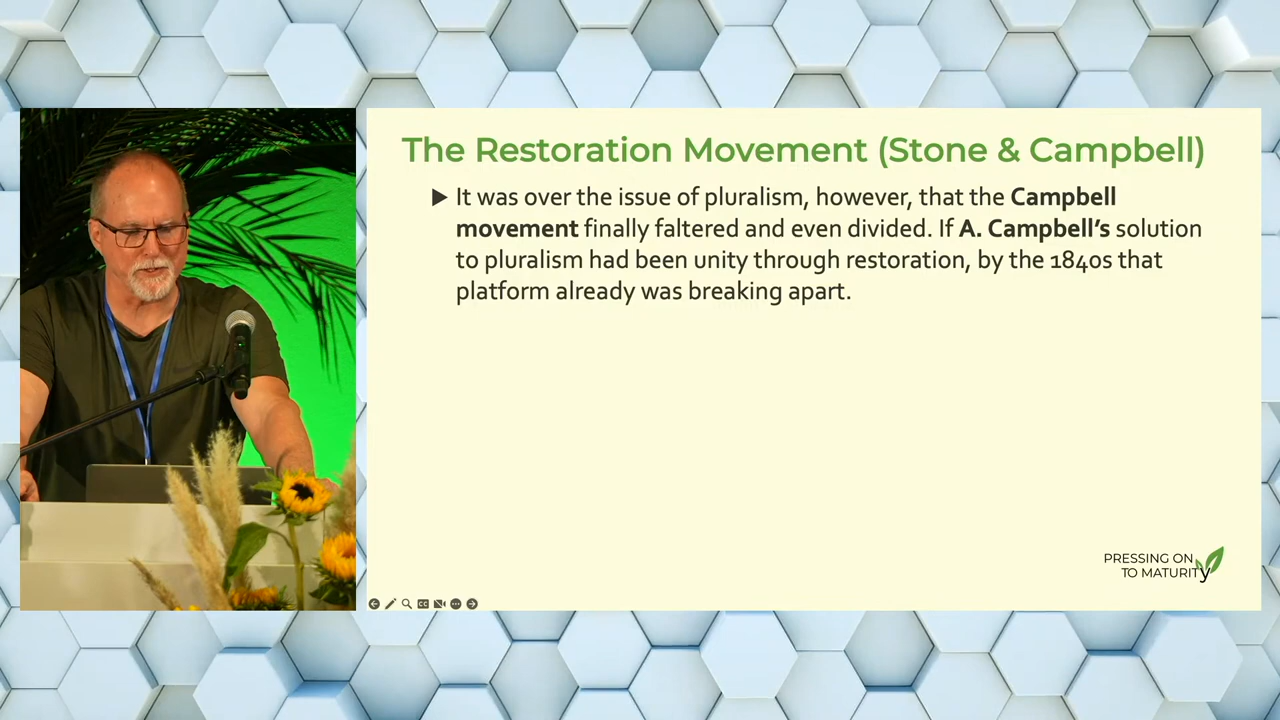 The Restoration Movement (Stone & Campbell)
▶ It was over the issue of pluralism, however, that the Campbell
movement finally faltered and even divided. If A. Campbell’s solution
to pluralism had been unity through restoration, by the 1840s that
platform already was breaking apart.
PRESSING ON
TO MATURITy